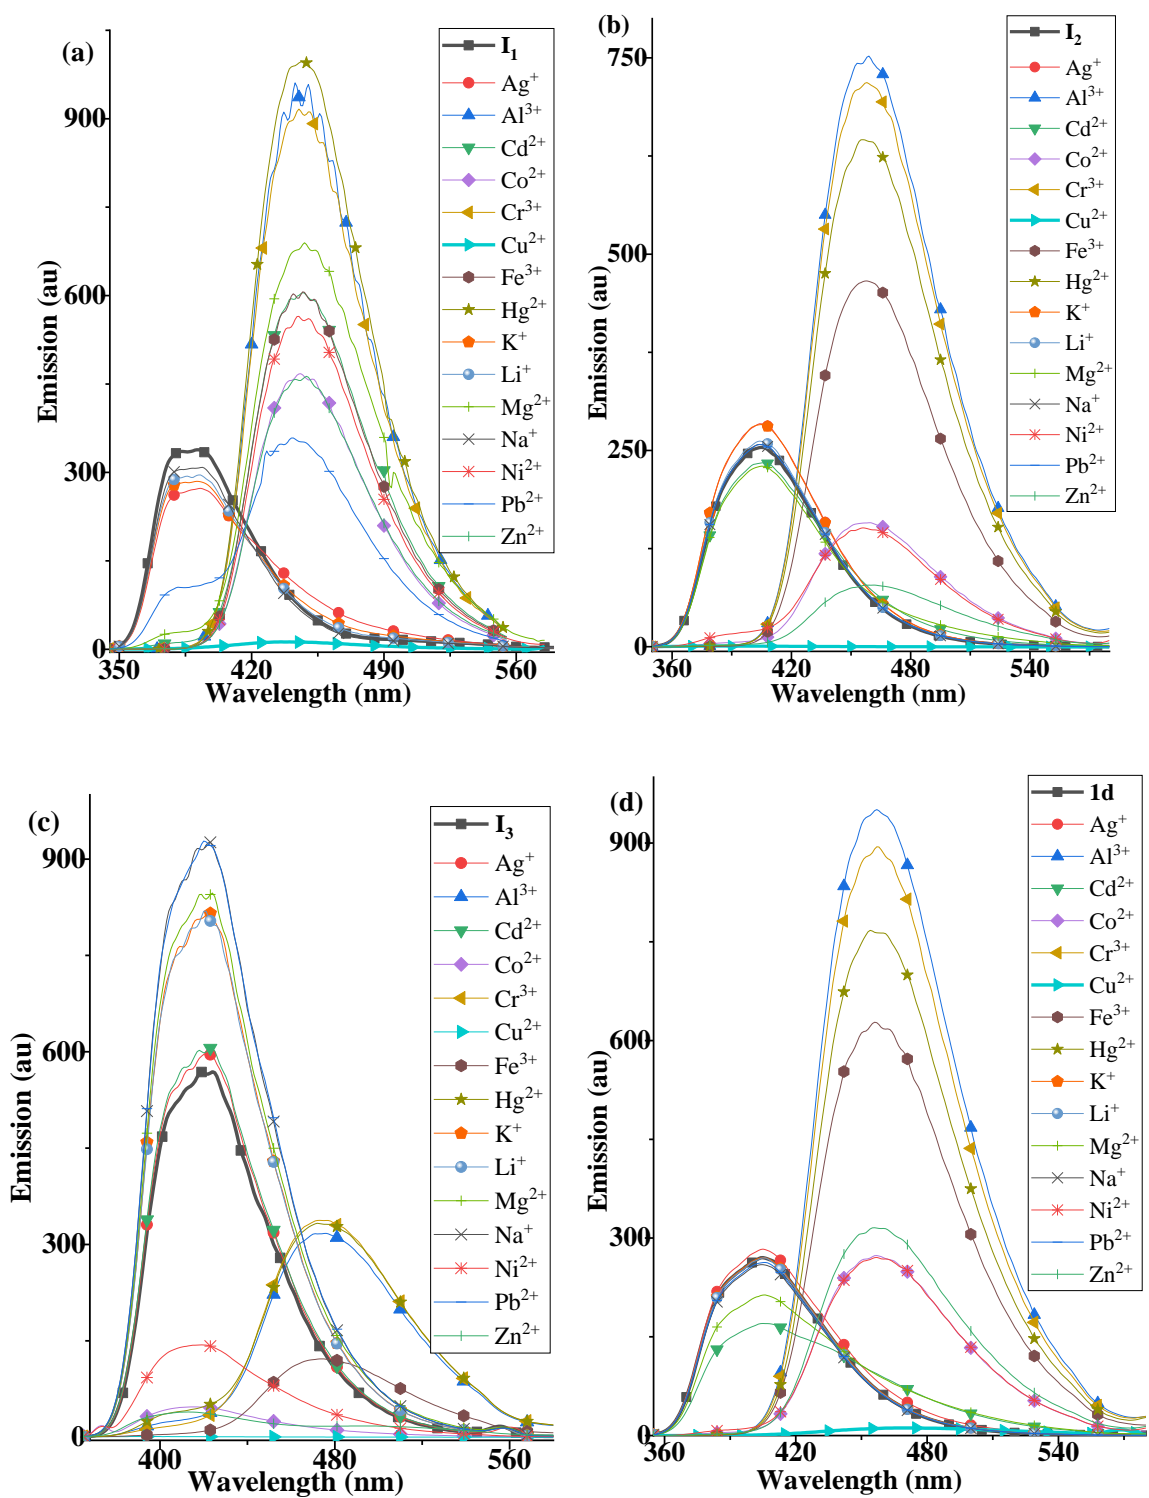 (a)
I1
Ag+
Al3+
Cd2+
Co2+
Cr3+
Cu2+
Fe3+
Hg2+
K+
Li+
Mg2+
Na+
Ni2+
Pb2+
Zn2+
900
600
300
0
350 420 490 560
Emission (au)
Wavelength (nm)
(b)
I2
Ag+
Al3+
Cd2+
Co2+
Cr3+
Cu2+
Fe3+
Hg2+
K+
Li+
Mg2+
Na+
Ni2+
Pb2+
Zn2+
750
500
250
0
360 420 480 540
Emission (au)
Wavelength (nm)
(c)
I3
Ag+
Al3+
Cd2+
Co2+
Cr3+
Cu2+
Fe3+
Hg2+
K+
Li+
Mg2+
Na+
Ni2+
Pb2+
Zn2+
900
600
300
0
400 480 560
Emission (au)
Wavelength (nm)
(d)
1d
Ag+
Al3+
Cd2+
Co2+
Cr3+
Cu2+
Fe3+
Hg2+
K+
Li+
Mg2+
Na+
Ni2+
Pb2+
Zn2+
900
600
300
0
360 420 480 540
Emission (au)
Wavelength (nm)